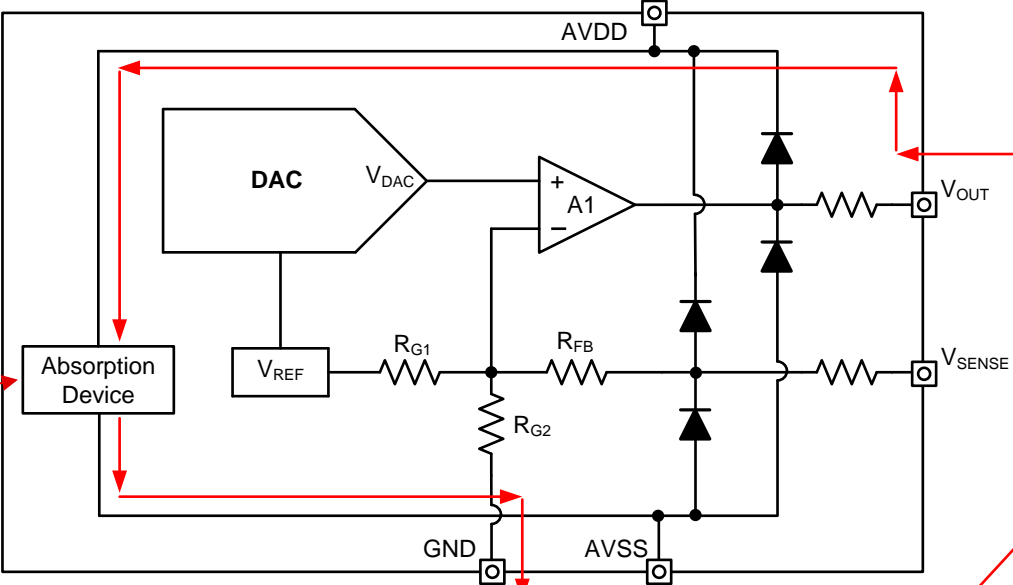 AVDD
DAC
VDAC
+
A1
−
VOUT
RG1
RFB
VSENSE
Absorption
Device
VREF
RG2
GND
AVSS